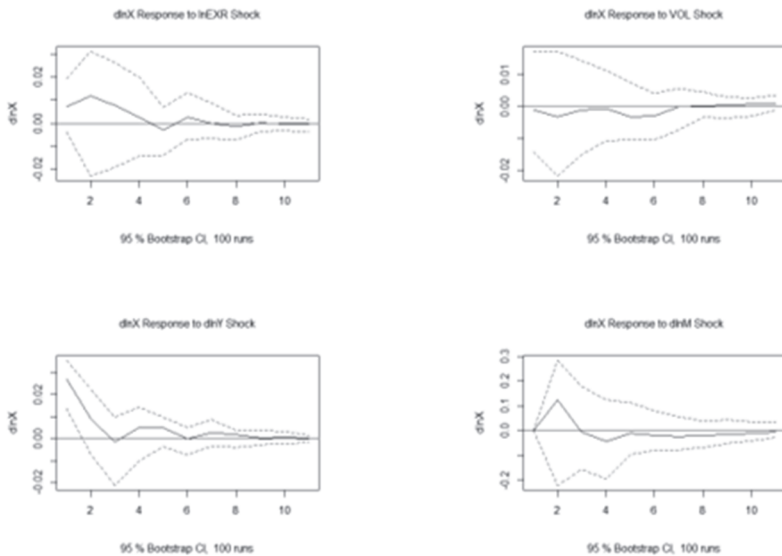 dlnX Response to lnEXR Shock
dlnX
0.02
0.00
-0.02
2 4 6 8 10
95 % Bootstrap CI, 100 runs
dlnX Response to VOL Shock
dlnX
0.01
0.00
-0.02
2 4 6 8 10
95 % Bootstrap CI, 100 runs
dlnX Response to dlnY Shock
dlnX
0.02
0.00
-0.02
2 4 6 8 10
95 % Bootstrap CI, 100 runs
dlnX Response to dlnM Shock
dlnX
0.3
0.2
0.1
0.0
-0.2
2 4 6 8 10
95 % Bootstrap CI, 100 runs